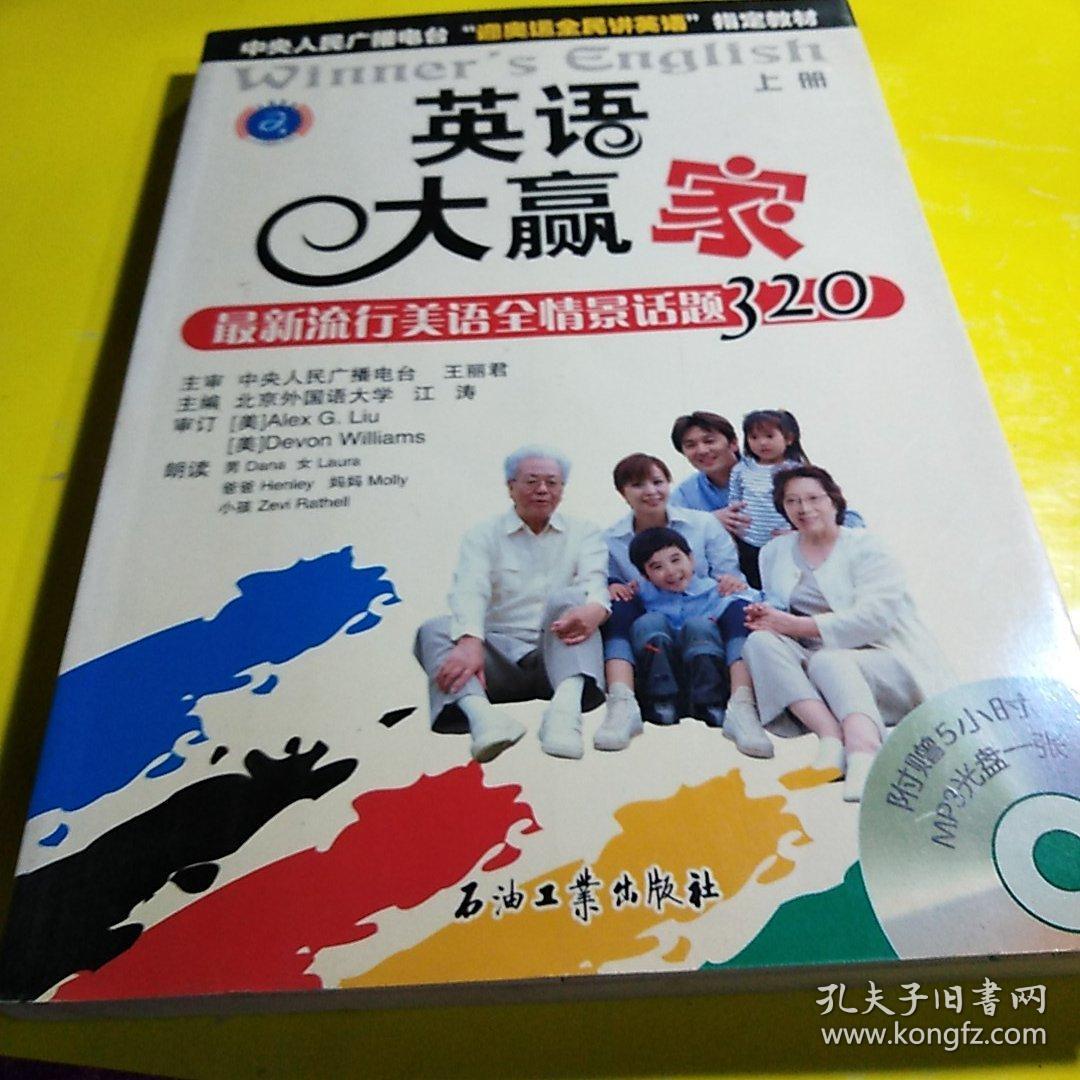 中央人民广播电台 “迎奥运全民讲英语” 指定教材
Winner's English
上册
英语
大赢家
最新流行美语全情景话题320
主审 中央人民广播电台 王丽君
主编 北京外国语大学 江涛
审订 [美]Alex G. Liu
[美]Devon Williams
朗读 男 Dana 女 Laura
爸爸 Henley 妈妈 Molly
小孩 Zevi Rathell
附赠5小时
MP3光盘一张
石油工业出版社
孔夫子旧書网
www.kongfz.com